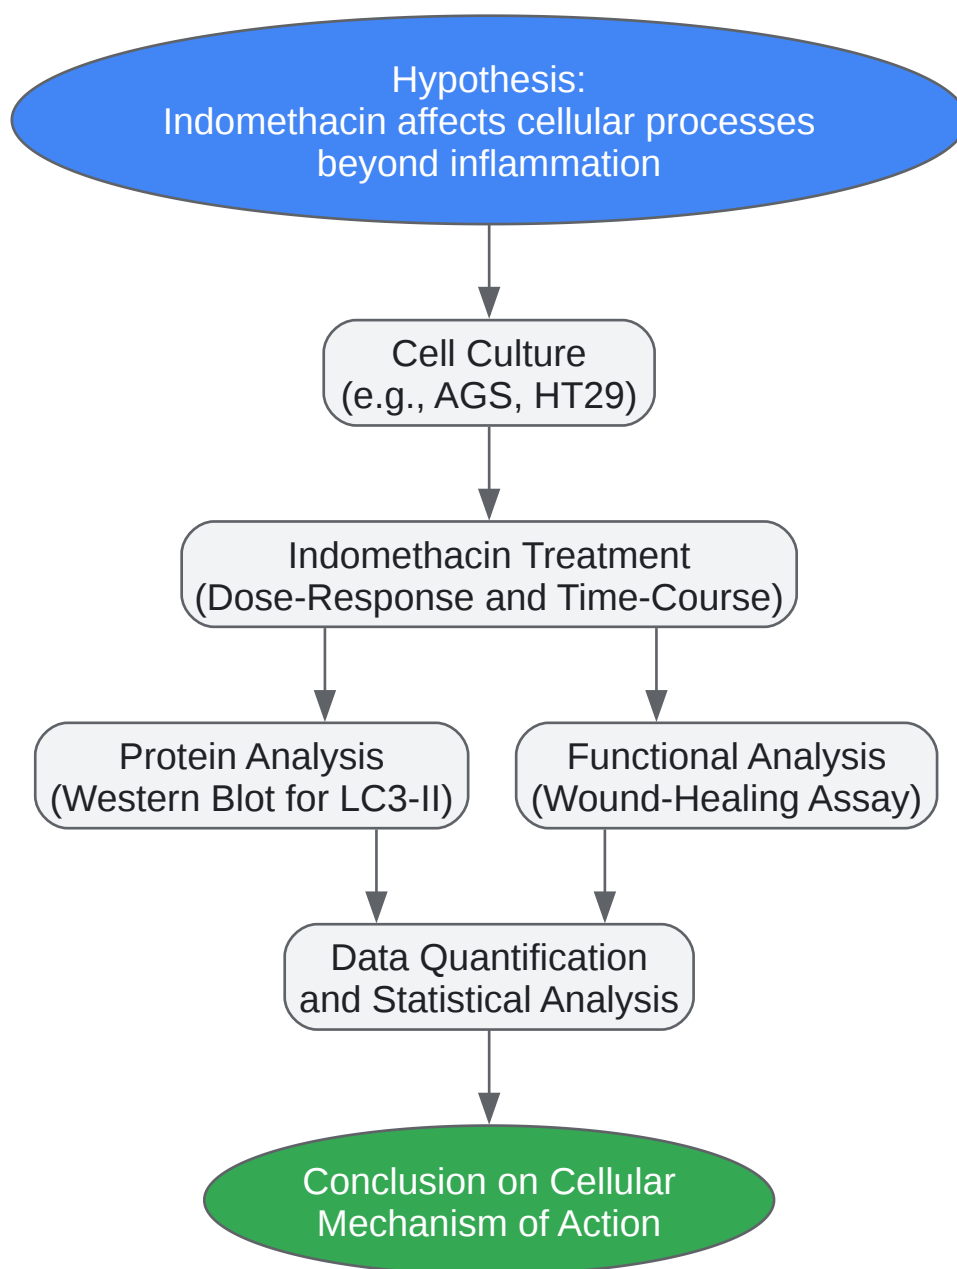 Hypothesis:
Indomethacin affects cellular processes
beyond inflammation
Cell Culture
(e.g., AGS, HT29)
Indomethacin Treatment
(Dose-Response and Time-Course)
Protein Analysis
(Western Blot for LC3-II)
Functional Analysis
(Wound-Healing Assay)
Data Quantification
and Statistical Analysis
Conclusion on Cellular
Mechanism of Action